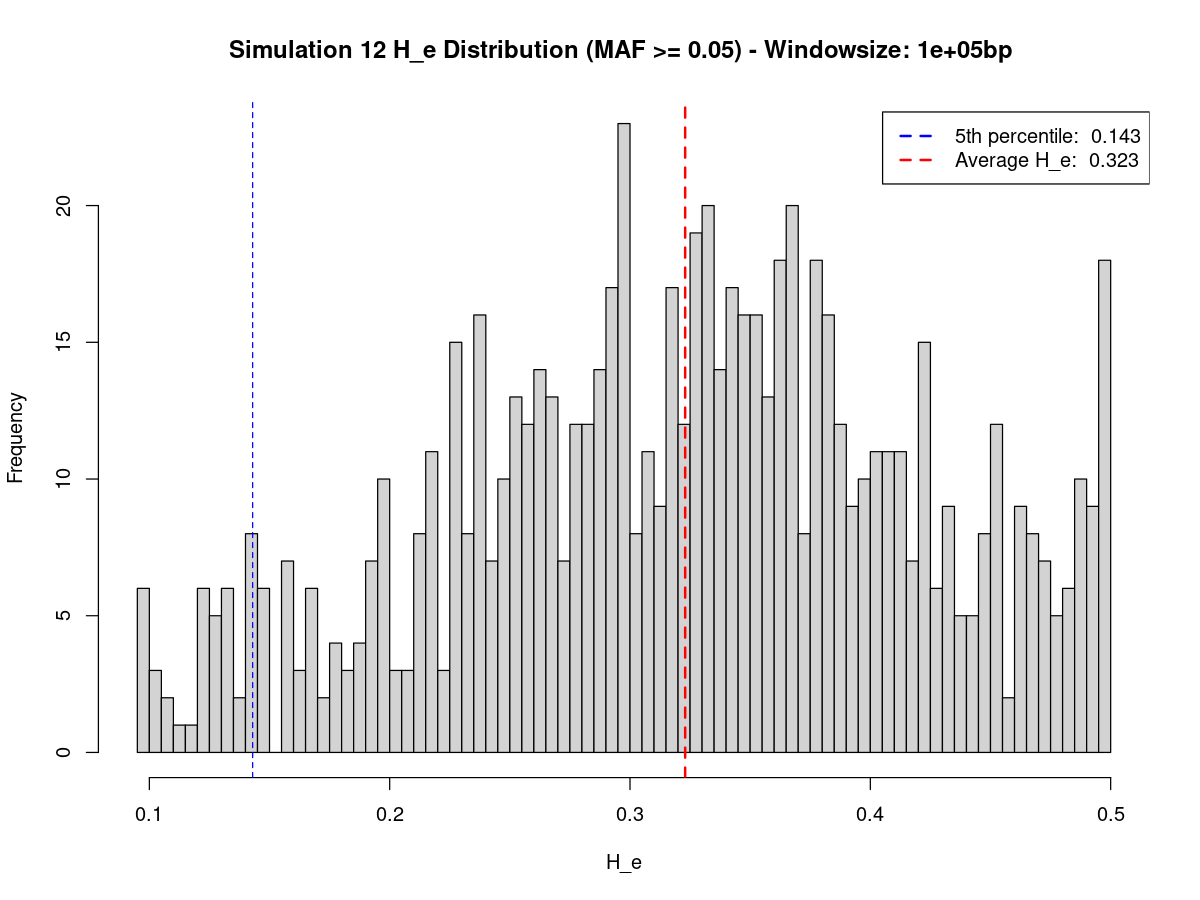 Simulation 12 H_e Distribution (MAF >= 0.05) - Windowsize: 1e+05bp
5th percentile:  0.143
Average H_e:  0.323
Frequency
20
15
10
5
0
0.1 0.2 0.3 0.4 0.5
H_e